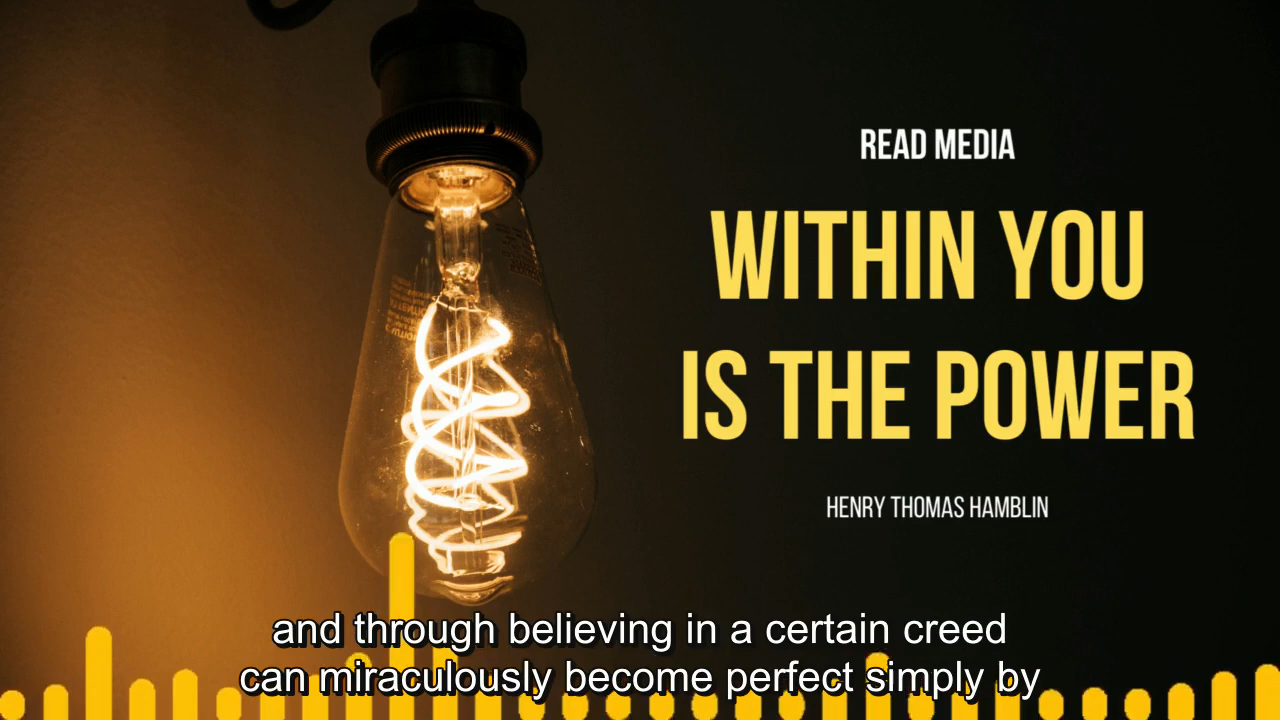 READ MEDIA
WITHIN YOU
IS THE POWER
HENRY THOMAS HAMBLIN
and through believing in a certain creed
can miraculously become perfect simply by